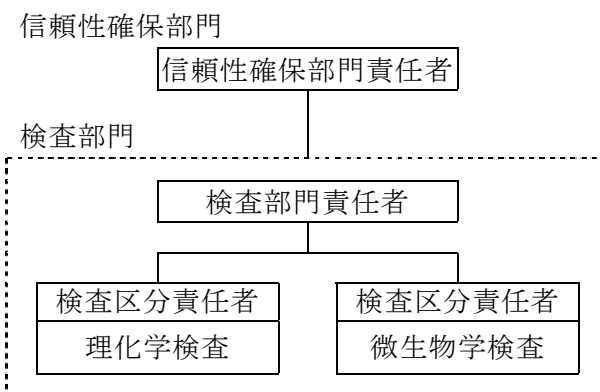 信頼性確保部門
信頼性確保部門責任者
検査部門
検査部門責任者
検査区分責任者
理化学検査
検査区分責任者
微生物学検査